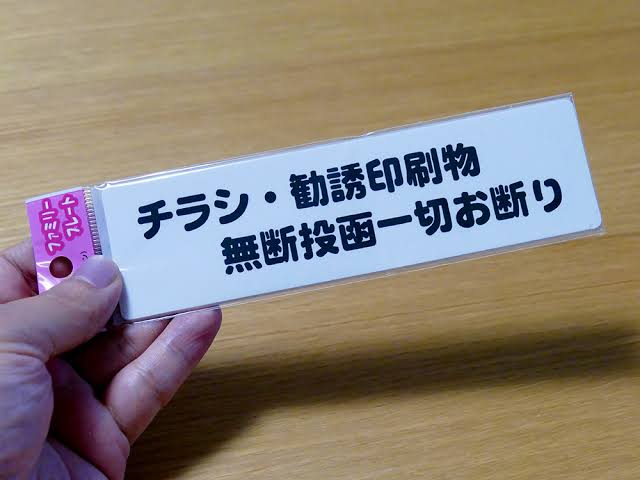 チラシ・勧誘印刷物
無断投函一切お断り
ファミリー
プレート